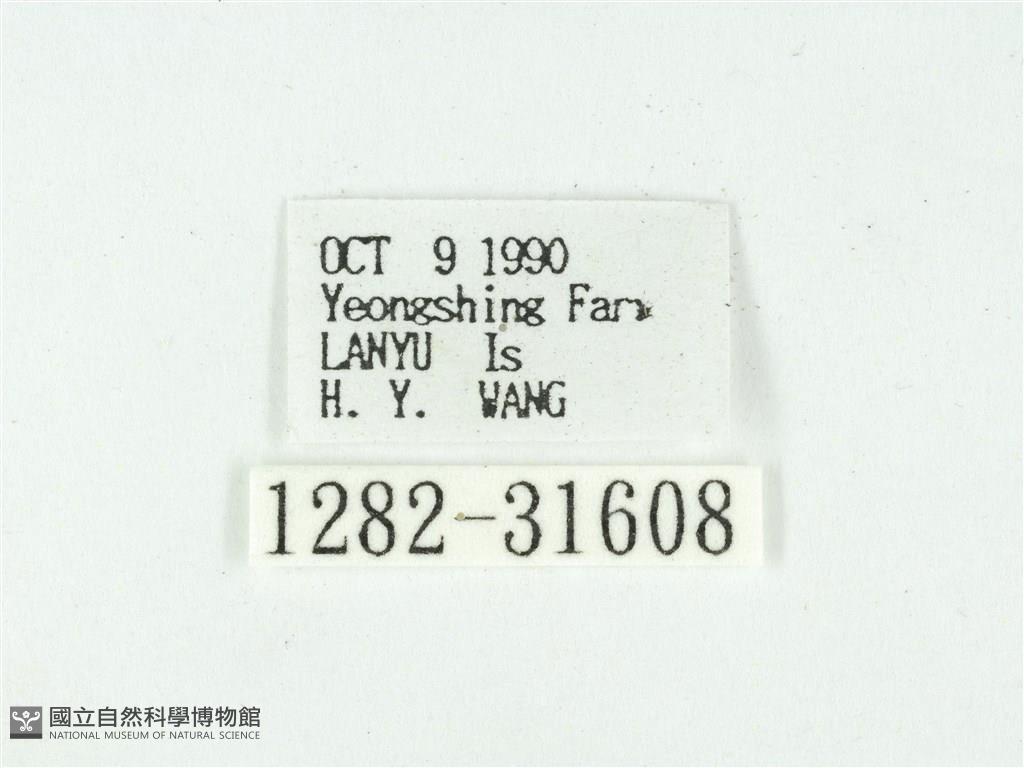 OCT 9 1990
Yeongshing Farm
LANYU Is
H. Y. WANG
1282-31608
國立自然科學博物館
NATIONAL MUSEUM OF NATURAL SCIENCE